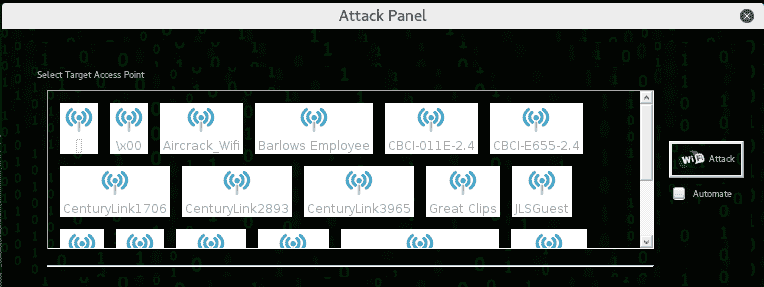 Attack Panel
Select Target Access Point
\x00 Aircrack_Wifi Barlows Employee CBCI-011E-2.4 CBCI-E655-2.4
WiFi Attack
CenturyLink1706 CenturyLink2893 CenturyLink3965 Great Clips JLSGuest
Automate